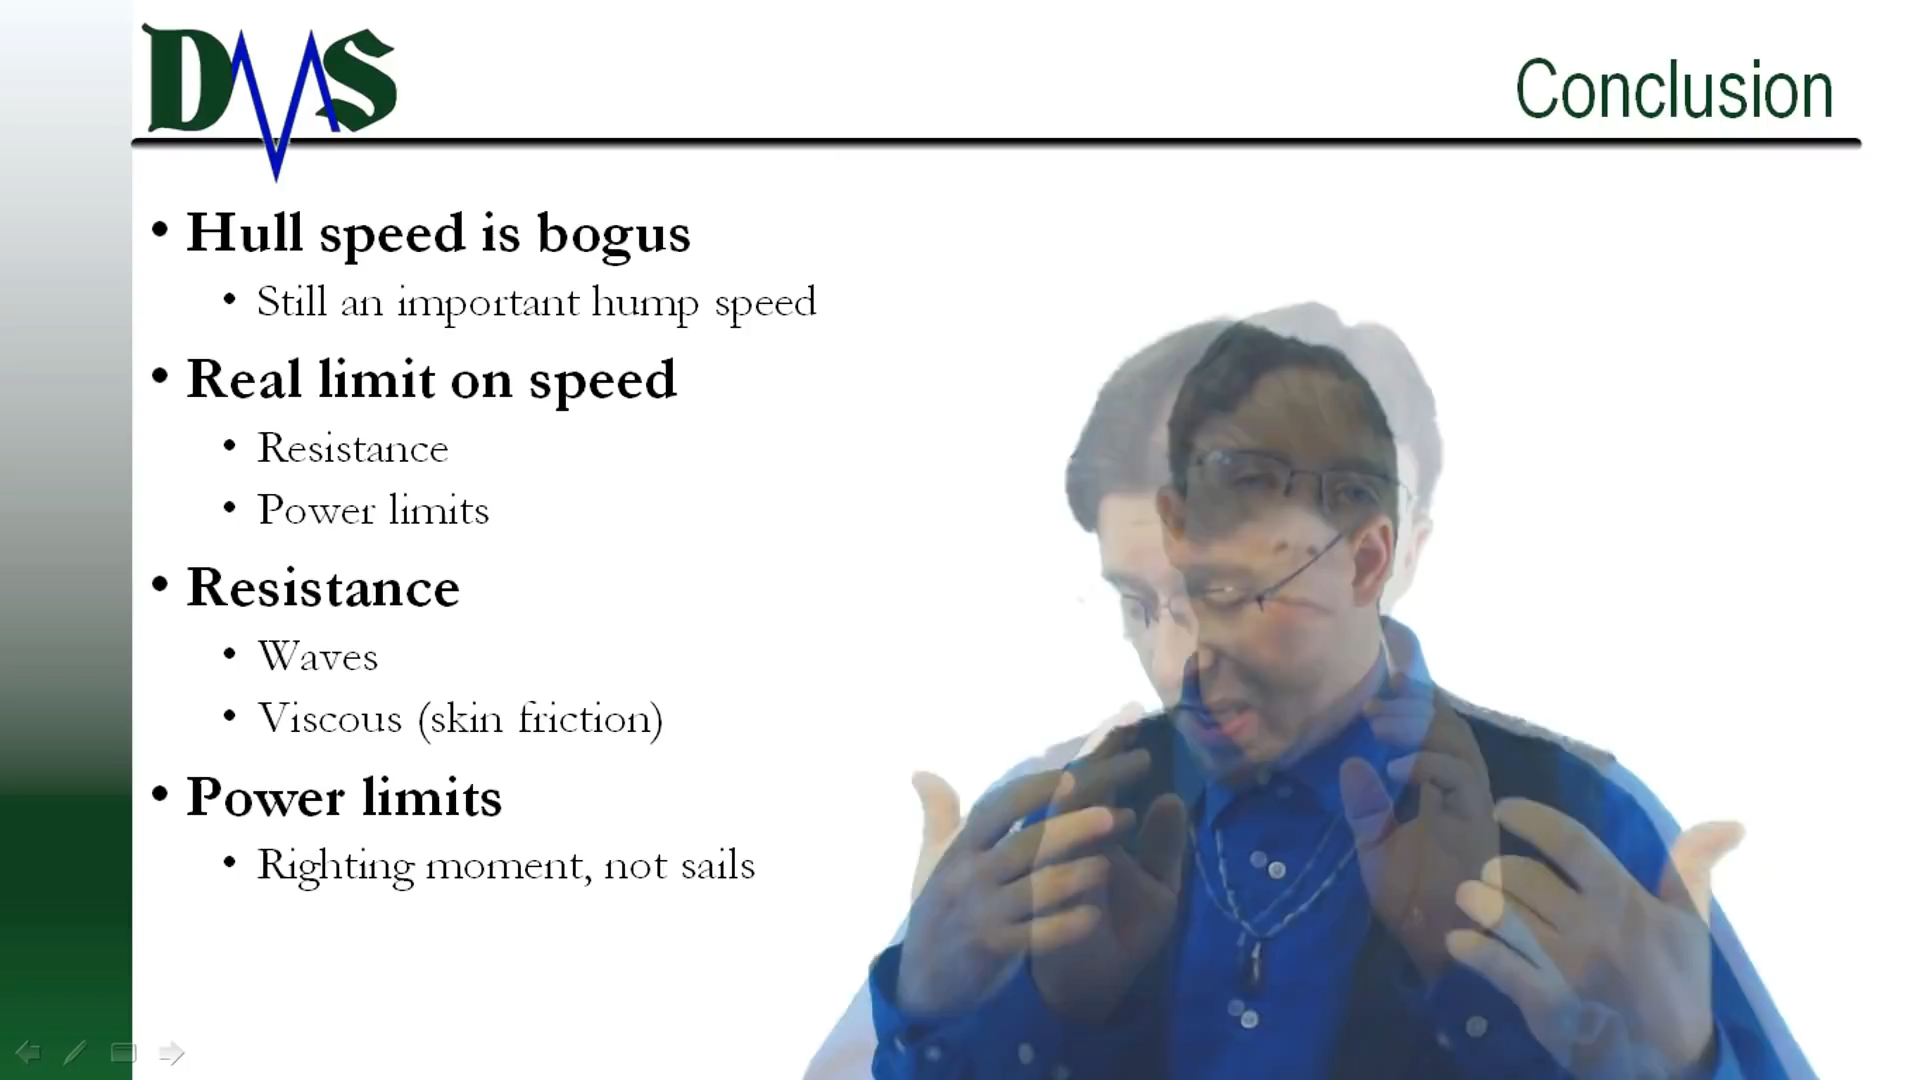 DMS
Conclusion
• Hull speed is bogus
• Still an important hump speed
• Real limit on speed
• Resistance
• Power limits
• Resistance
• Waves
• Viscous (skin friction)
• Power limits
• Righting moment, not sails